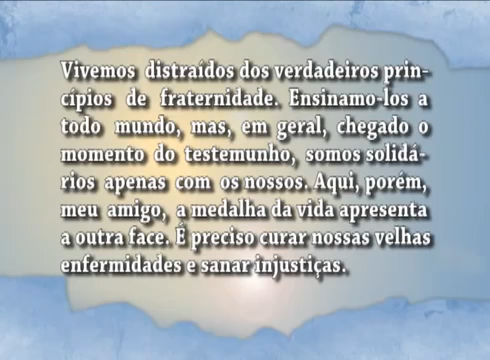 Vivemos distraídos dos verdadeiros prin-
cípios de fraternidade. Ensinamo-los a
todo mundo, mas, em geral, chegado o
momento do testemunho, somos solidá-
rios apenas com os nossos. Aqui, porém,
meu amigo, a medalha da vida apresenta
a outra face. É preciso curar nossas velhas
enfermidades e sanar injustiças.